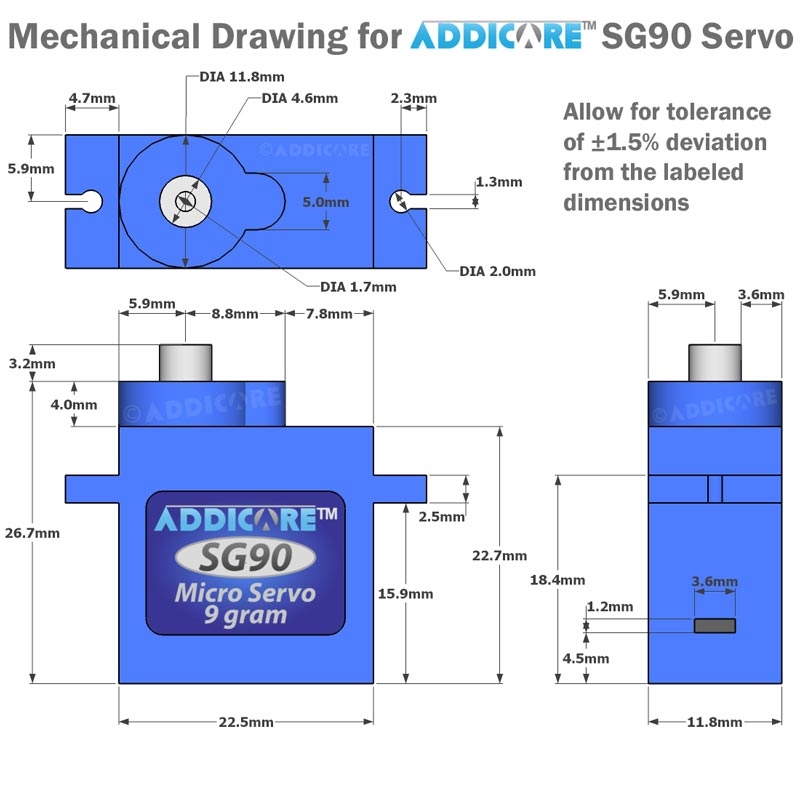 Mechanical Drawing for ADDICORE™ SG90 Servo
DIA 11.8mm
4.7mm
DIA 4.6mm
2.3mm
Allow for tolerance
of ±1.5% deviation
from the labeled
dimensions
© ADDICORE
5.9mm
1.3mm
5.0mm
DIA 2.0mm
DIA 1.7mm
5.9mm
8.8mm
7.8mm
5.9mm
3.6mm
3.2mm
4.0mm
© ADDICORE
© ADDICORE
26.7mm
2.5mm
ADDICORE™
SG90
Micro Servo
9 gram
22.7mm
15.9mm
18.4mm
3.6mm
1.2mm
4.5mm
22.5mm
11.8mm